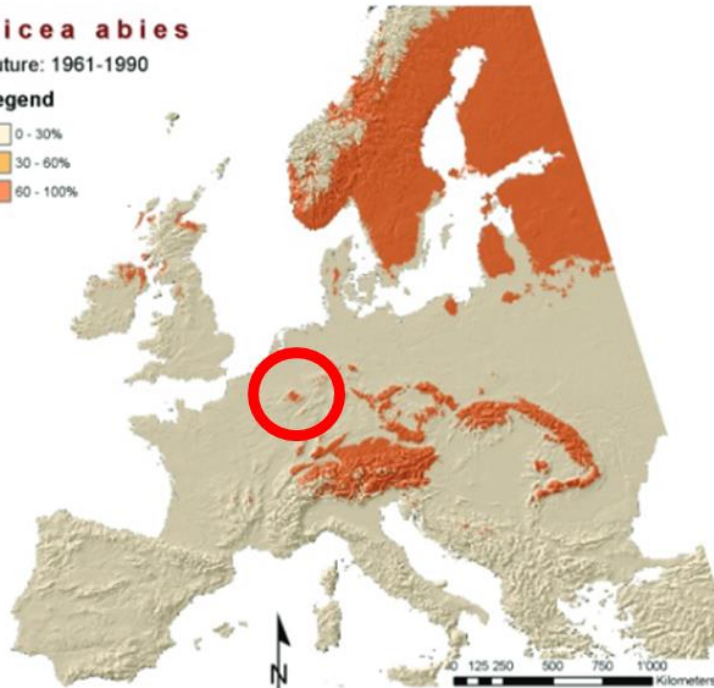 icea abies
uture: 1961-1990
egend
0 - 30%
30 - 60%
60 - 100%
N
0 125 250 500 750 1'000
Kilometers